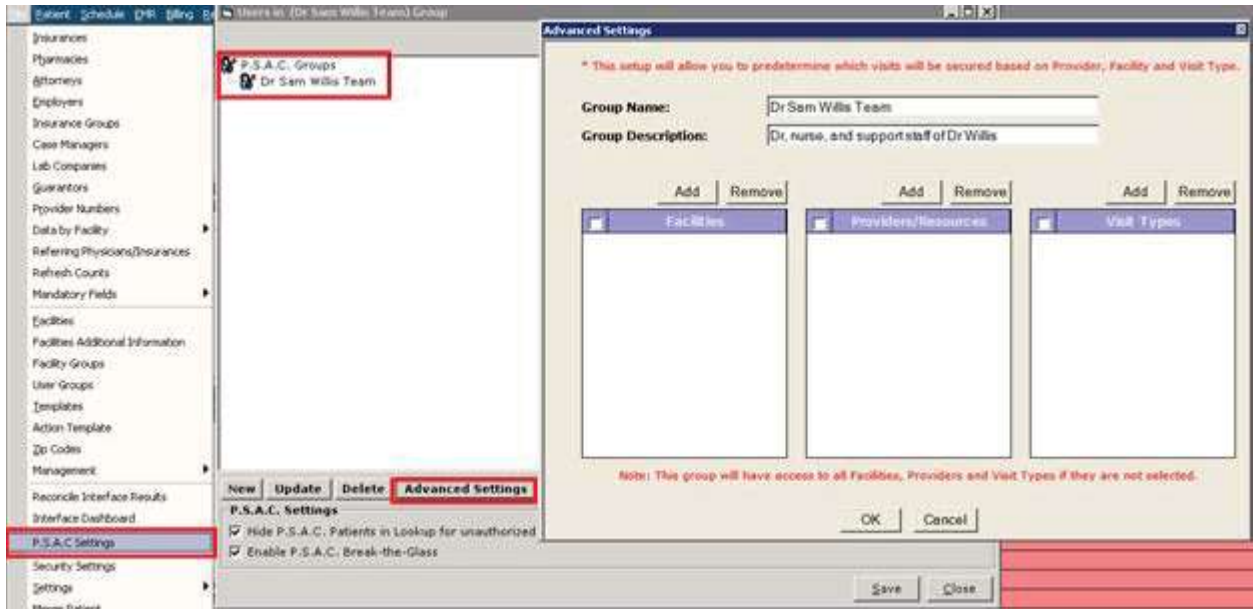 Patient Schedule EMR Billing
Users in (Dr Sam Willis Team) Group
Insurances
Pharmacies
Attorneys
Employers
Insurance Groups
Case Managers
Lab Companies
Guarantors
Provider Numbers
Data by Facility
Referring Physicians/Insurances
Refresh Counts
Mandatory Fields
Facilities
Facilities Additional Information
Facility Groups
User Groups
Templates
Action Template
Zip Codes
Management
Reconcile Interface Results
Interface Dashboard
P.S.A.C Settings
Security Settings
Settings
P.S.A.C. Groups
Dr Sam Willis Team
New Update Delete Advanced Settings
P.S.A.C. Settings
Hide P.S.A.C. Patients in Lookup for unauthorized
Enable P.S.A.C. Break-the-Glass
Save Close
Advanced Settings
* This setup will allow you to predetermine which visits will be secured based on Provider, Facility and Visit Type.
Group Name: Dr Sam Willis Team
Group Description: Dr, nurse, and support staff of Dr Willis
Add Remove Add Remove Add Remove
Facilities Providers/Resources Visit Types
Note: This group will have access to all Facilities, Providers and Visit Types if they are not selected.
OK Cancel